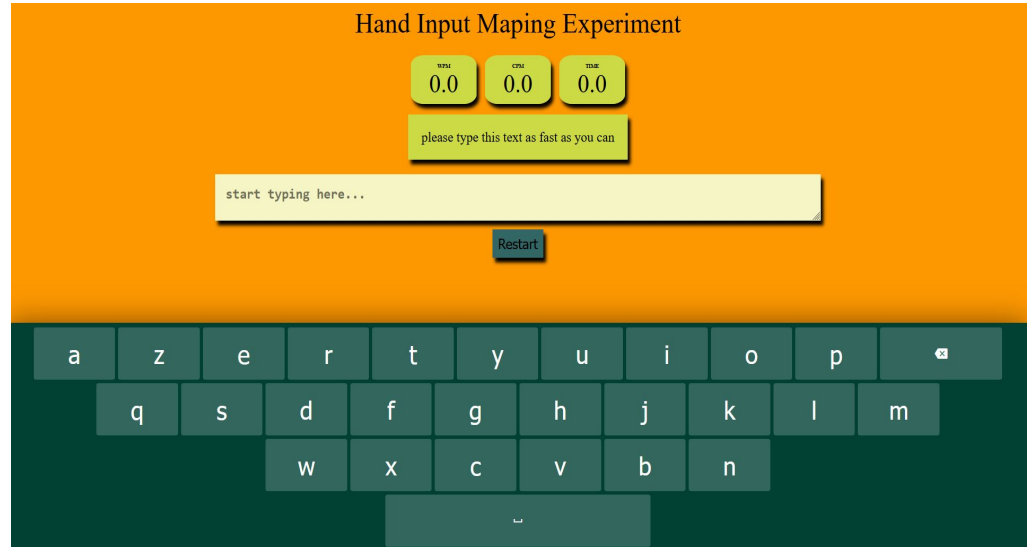 Hand Input Maping Experiment
WPM CPM TIME
0.0 0.0 0.0
please type this text as fast as you can
start typing here...
Restart
a z e r t y u i o p
q s d f g h j k l m
w x c v b n